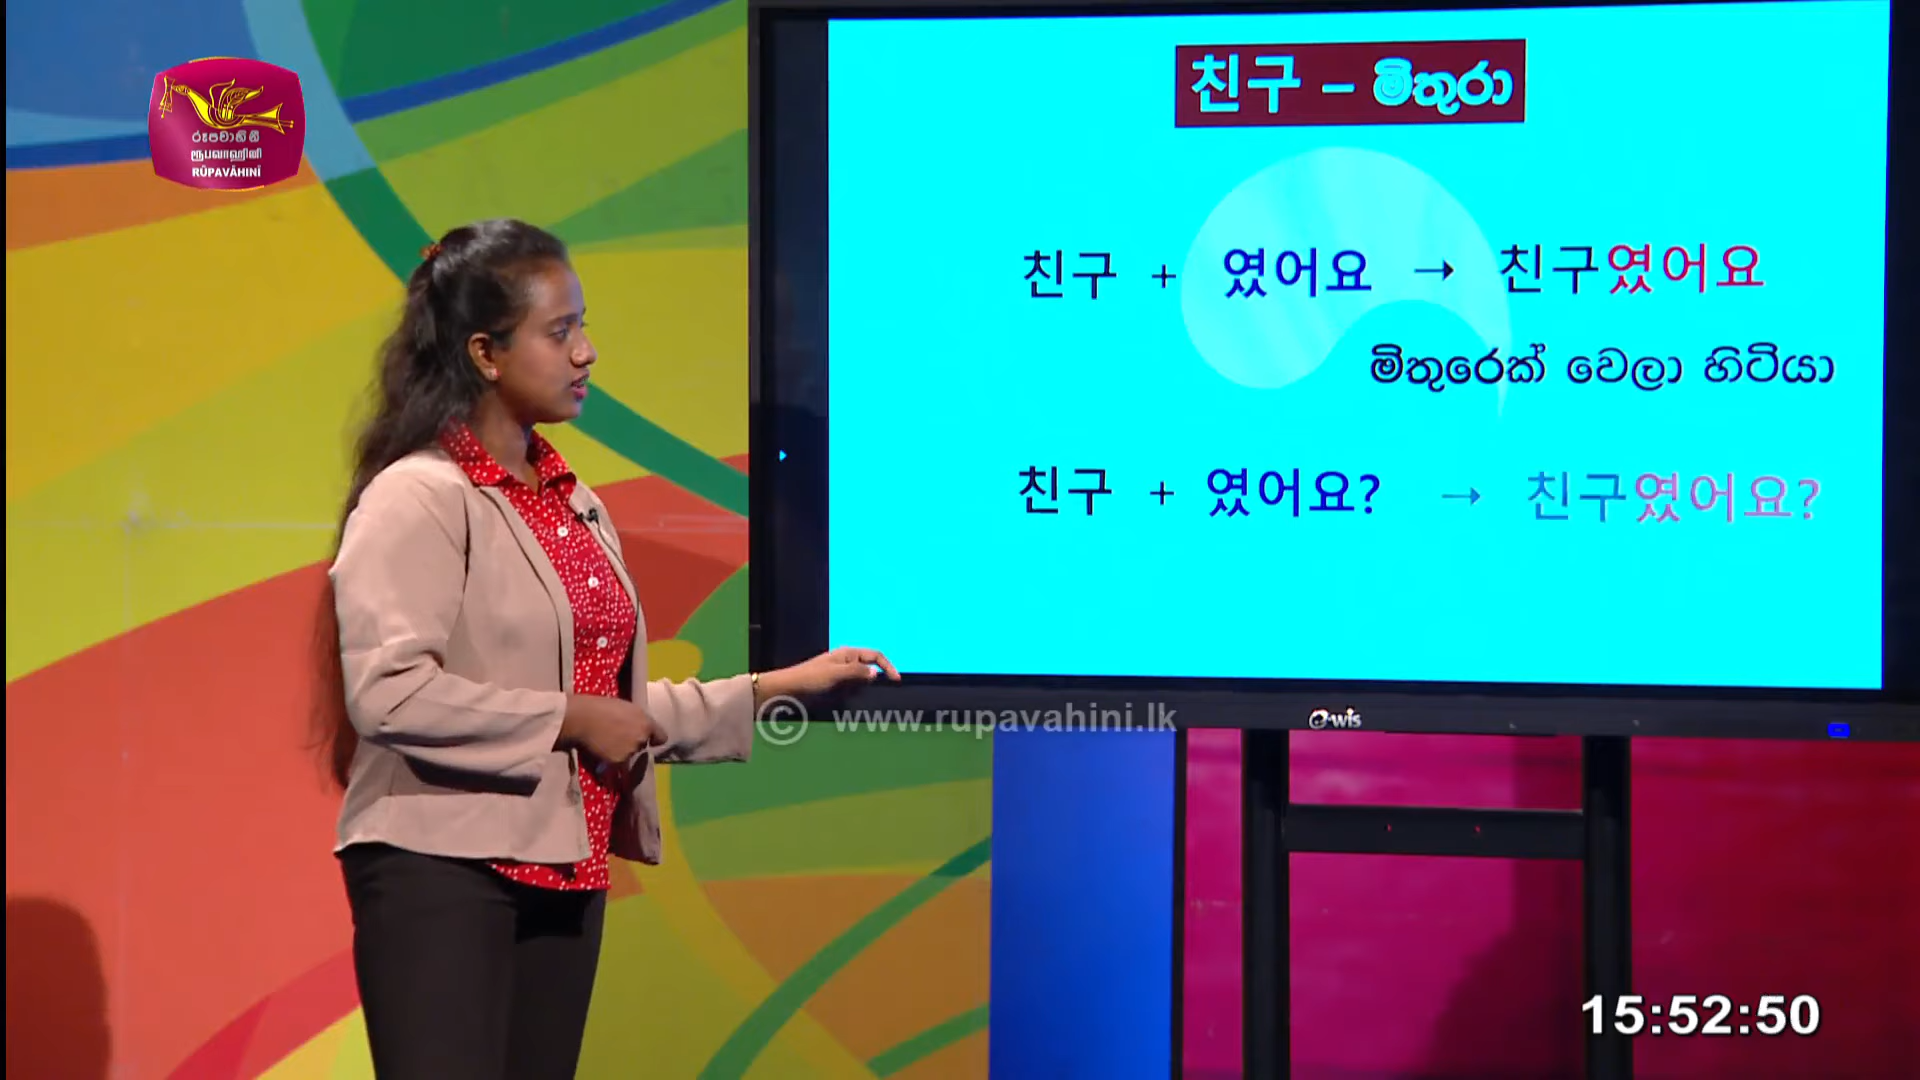 රූපවාහිනී
ரூபவாஹினி
RŪPAVĀHINĪ
친구 – මිතුරා
친구 + 였어요 → 친구였어요
මිතුරෙක් වෙලා හිටියා
친구 + 였어요? → 친구였어요?
© www.rupavahini.lk
e-wis
15:52:50